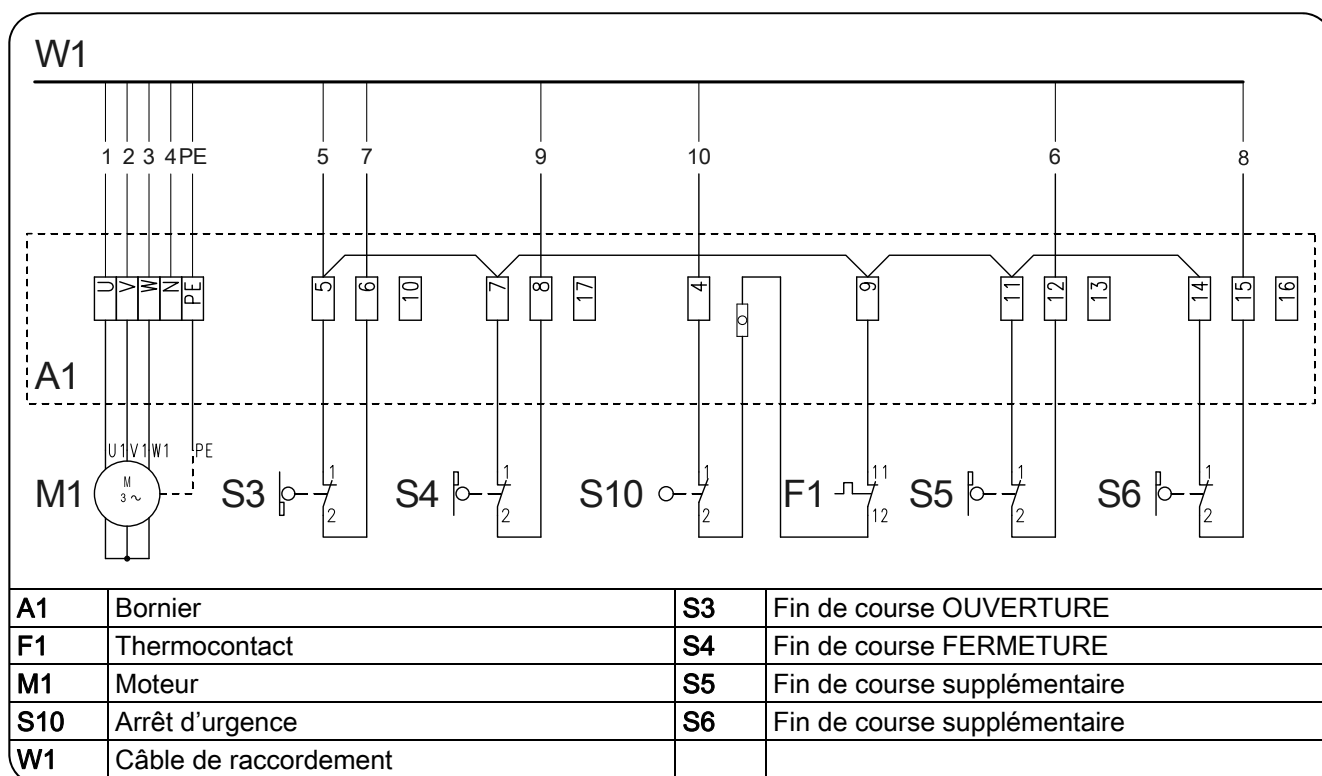 W1
1 2 3 4 PE 5 7 9 10 6 8
U V W N PE 5 6 10 7 8 17 4 9 11 12 13 14 15 16
A1
U1 V1 W1 PE
M1 M 3 ~ S3 1 2 S4 1 2 S10 1 2 F1 11 12 S5 1 2 S6 1 2
A1 Bornier S3 Fin de course OUVERTURE
F1 Thermocontact S4 Fin de course FERMETURE
M1 Moteur S5 Fin de course supplémentaire
S10 Arrêt d'urgence S6 Fin de course supplémentaire
W1 Câble de raccordement